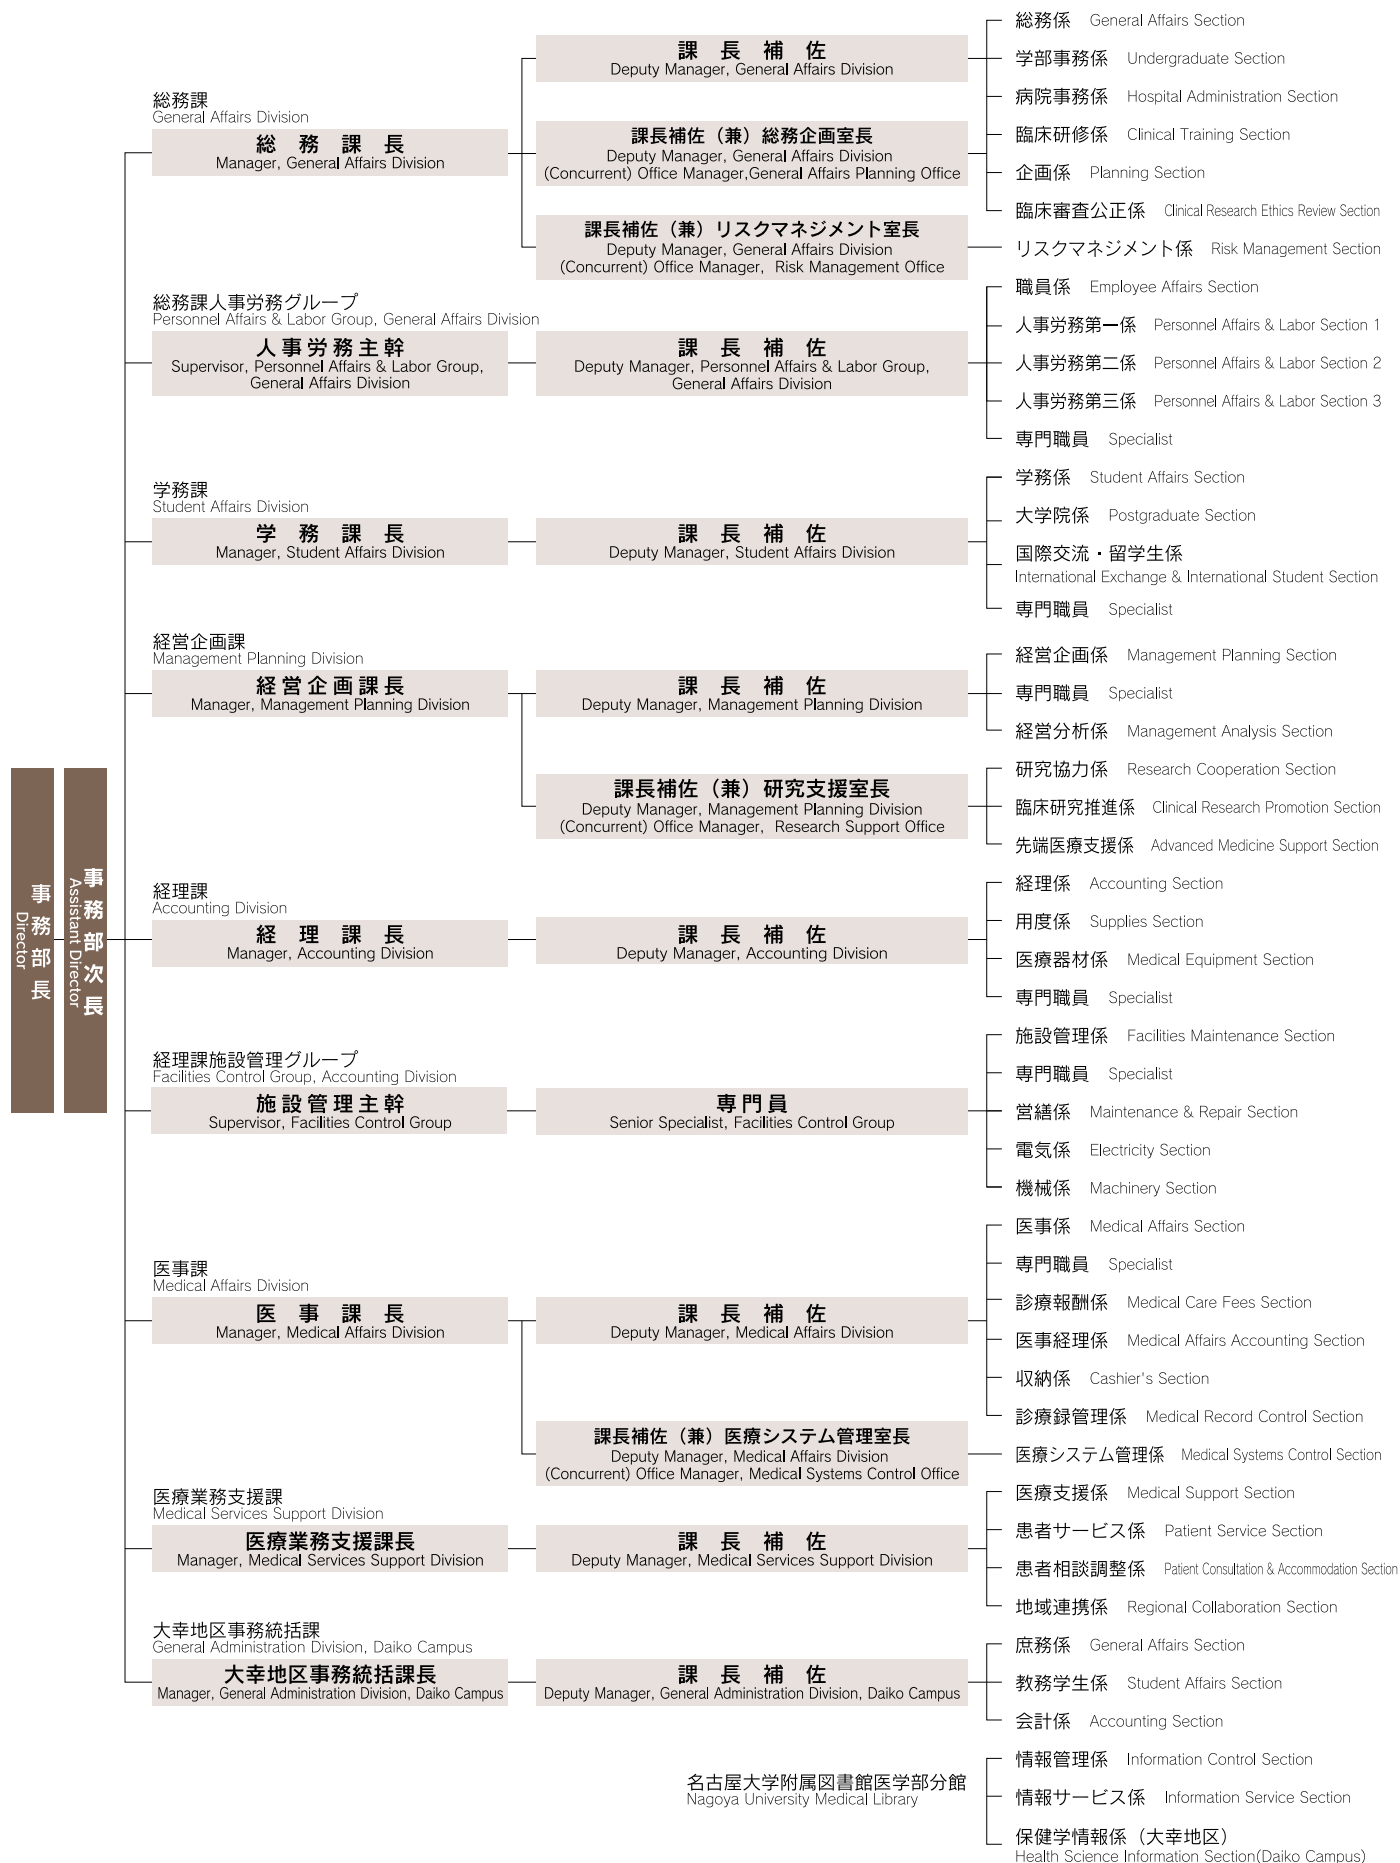 事務部長
Director
事務部次長
Assistant Director
総務課
General Affairs Division
総務課長
Manager, General Affairs Division
課長補佐
Deputy Manager, General Affairs Division
課長補佐（兼）総務企画室長
Deputy Manager, General Affairs Division
(Concurrent) Office Manager,General Affairs Planning Office
総務係 General Affairs Section
学部事務係 Undergraduate Section
病院事務係 Hospital Administration Section
臨床研修係 Clinical Training Section
企画係 Planning Section
臨床審査公正係 Clinical Research Ethics Review Section
課長補佐（兼）リスクマネジメント室長
Deputy Manager, General Affairs Division
(Concurrent) Office Manager, Risk Management Office
リスクマネジメント係 Risk Management Section
総務課人事労務グループ
Personnel Affairs & Labor Group, General Affairs Division
人事労務主幹
Supervisor, Personnel Affairs & Labor Group,
General Affairs Division
課長補佐
Deputy Manager, Personnel Affairs & Labor Group,
General Affairs Division
職員係 Employee Affairs Section
人事労務第一係 Personnel Affairs & Labor Section 1
人事労務第二係 Personnel Affairs & Labor Section 2
人事労務第三係 Personnel Affairs & Labor Section 3
専門職員 Specialist
学務課
Student Affairs Division
学務課長
Manager, Student Affairs Division
課長補佐
Deputy Manager, Student Affairs Division
学務係 Student Affairs Section
大学院係 Postgraduate Section
国際交流・留学生係
International Exchange & International Student Section
専門職員 Specialist
経営企画課
Management Planning Division
経営企画課長
Manager, Management Planning Division
課長補佐
Deputy Manager, Management Planning Division
経営企画係 Management Planning Section
専門職員 Specialist
経営分析係 Management Analysis Section
課長補佐（兼）研究支援室長
Deputy Manager, Management Planning Division
(Concurrent) Office Manager, Research Support Office
研究協力係 Research Cooperation Section
臨床研究推進係 Clinical Research Promotion Section
先端医療支援係 Advanced Medicine Support Section
経理課
Accounting Division
経理課長
Manager, Accounting Division
課長補佐
Deputy Manager, Accounting Division
経理係 Accounting Section
用度係 Supplies Section
医療器材係 Medical Equipment Section
専門職員 Specialist
経理課施設管理グループ
Facilities Control Group, Accounting Division
施設管理主幹
Supervisor, Facilities Control Group
専門員
Senior Specialist, Facilities Control Group
施設管理係 Facilities Maintenance Section
専門職員 Specialist
営繕係 Maintenance & Repair Section
電気係 Electricity Section
機械係 Machinery Section
医事課
Medical Affairs Division
医事課長
Manager, Medical Affairs Division
課長補佐
Deputy Manager, Medical Affairs Division
医事係 Medical Affairs Section
専門職員 Specialist
診療報酬係 Medical Care Fees Section
医事経理係 Medical Affairs Accounting Section
収納係 Cashier's Section
診療録管理係 Medical Record Control Section
課長補佐（兼）医療システム管理室長
Deputy Manager, Medical Affairs Division
(Concurrent) Office Manager, Medical Systems Control Office
医療システム管理係 Medical Systems Control Section
医療業務支援課
Medical Services Support Division
医療業務支援課長
Manager, Medical Services Support Division
課長補佐
Deputy Manager, Medical Services Support Division
医療支援係 Medical Support Section
患者サービス係 Patient Service Section
患者相談調整係 Patient Consultation & Accommodation Section
地域連携係 Regional Collaboration Section
大幸地区事務統括課
General Administration Division, Daiko Campus
大幸地区事務統括課長
Manager, General Administration Division, Daiko Campus
課長補佐
Deputy Manager, General Administration Division, Daiko Campus
庶務係 General Affairs Section
教務学生係 Student Affairs Section
会計係 Accounting Section
名古屋大学附属図書館医学部分館
Nagoya University Medical Library
情報管理係 Information Control Section
情報サービス係 Information Service Section
保健学情報係（大幸地区）
Health Science Information Section(Daiko Campus)